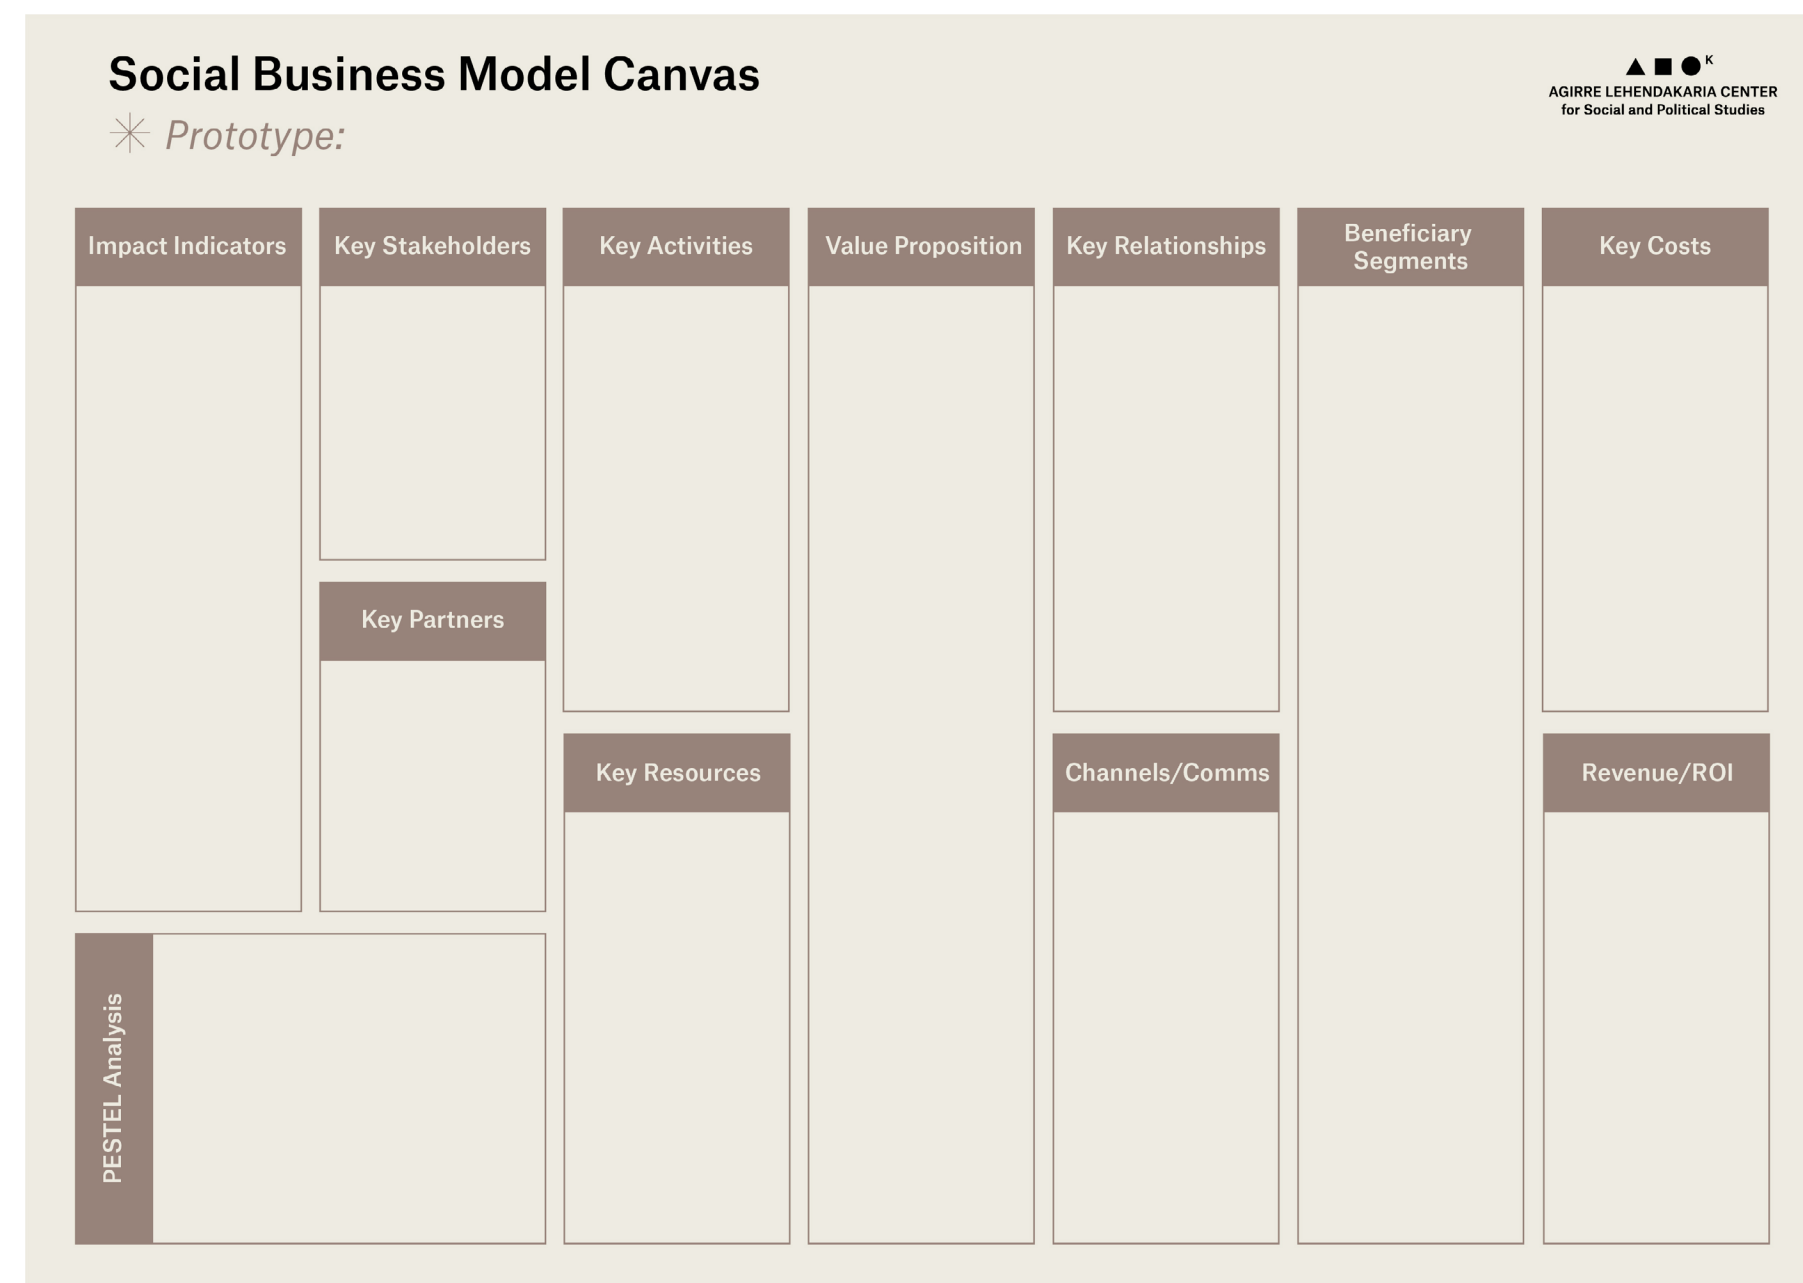 Social Business Model Canvas
Prototype:
K
AGIRRE LEHENDAKARIA CENTER
for Social and Political Studies
Impact Indicators
Key Stakeholders
Key Activities
Value Proposition
Key Relationships
Beneficiary
Segments
Key Costs
Key Partners
Key Resources
Channels/Comms
Revenue/ROI
PESTEL Analysis